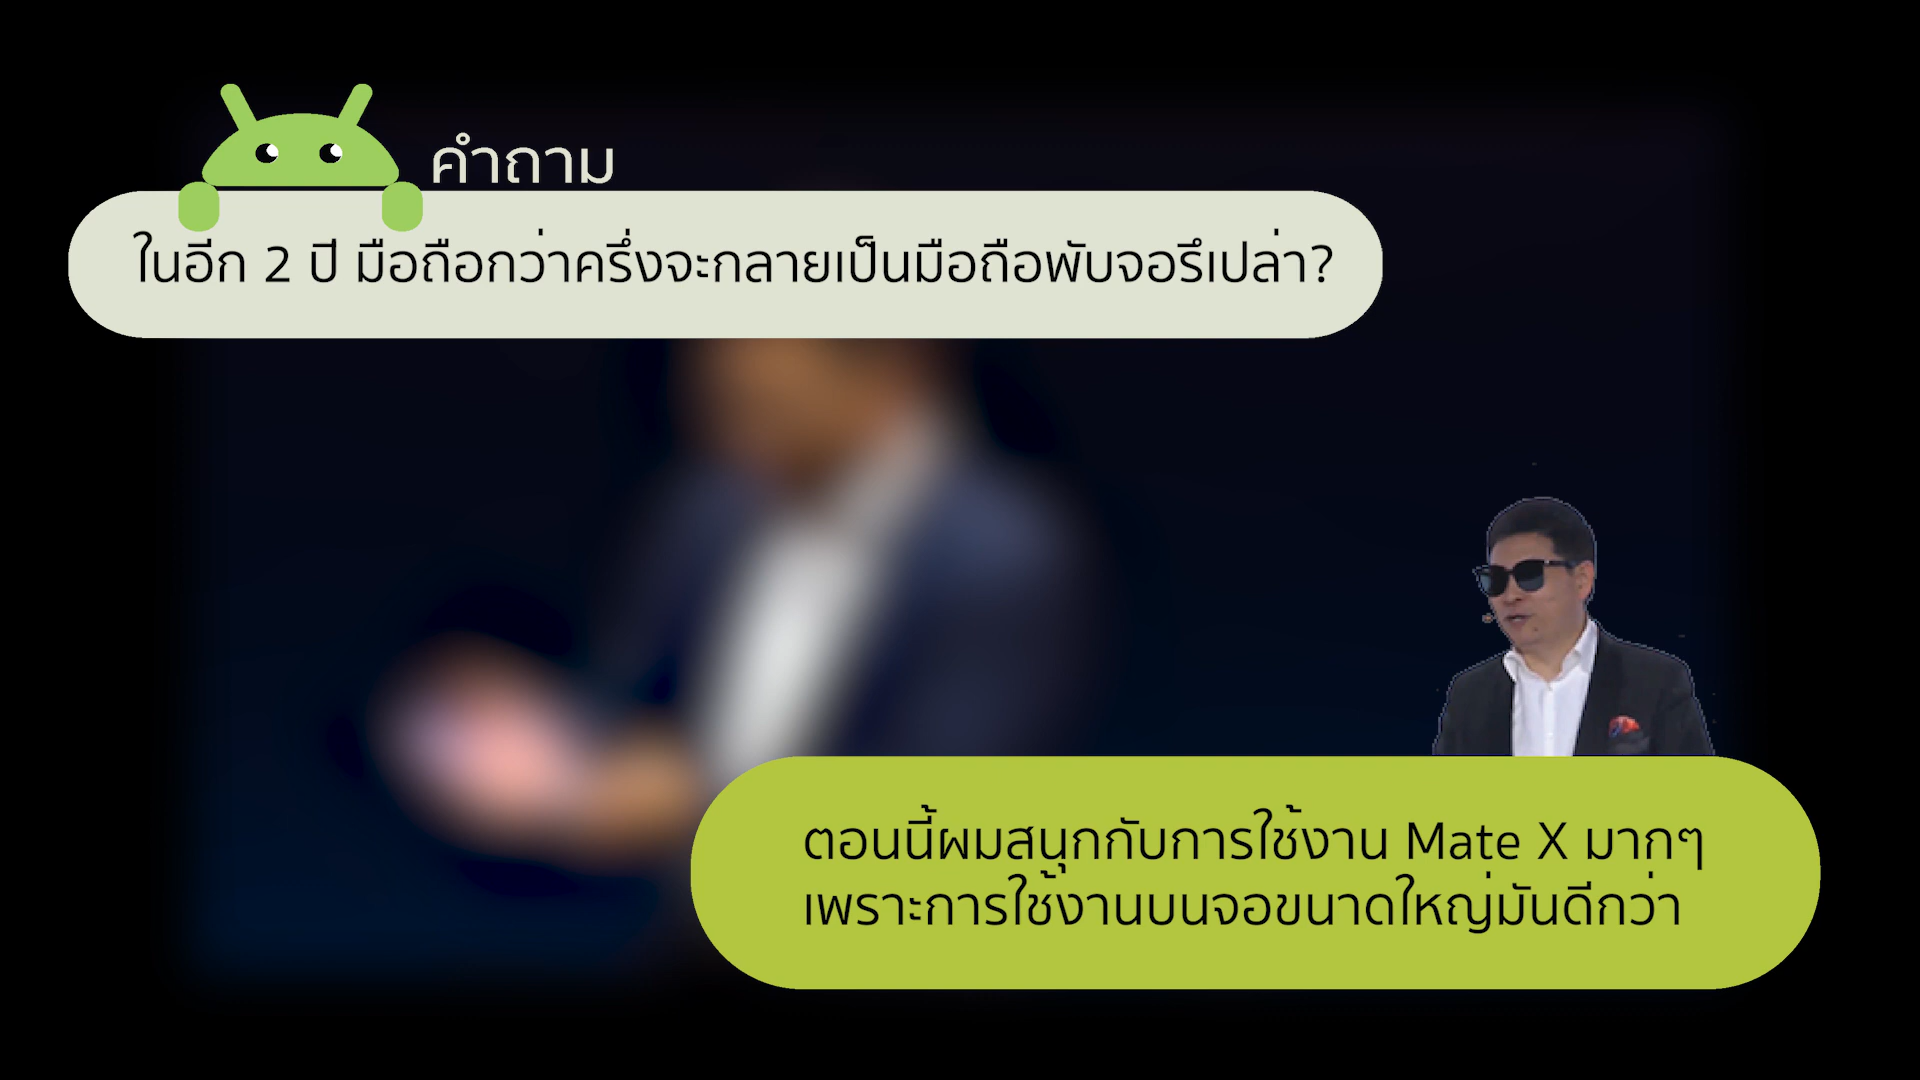 คำถาม
ในอีก 2 ปี มือถือกว่าครึ่งจะกลายเป็นมือถือพับจอรึเปล่า?
ตอนนี้ผมสนุกกับการใช้งาน Mate X มากๆ
เพราะการใช้งานบนจอขนาดใหญ่มันดีกว่า